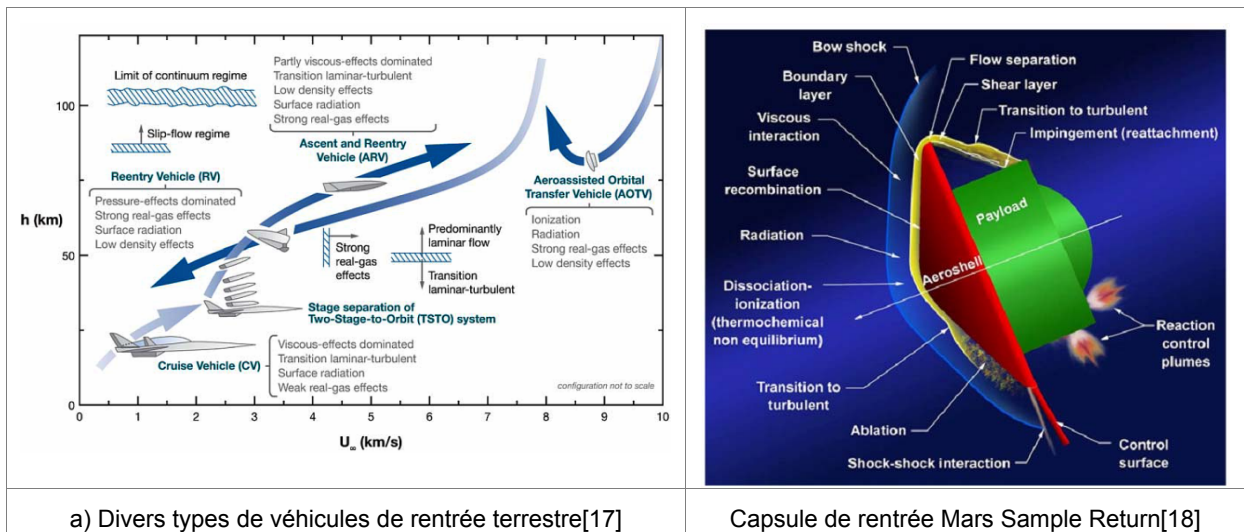 Limit of continuum regime
Slip-flow regime
Partly viscous-effects dominated
Transition laminar-turbulent
Low density effects
Surface radiation
Strong real-gas effects
Ascent and Reentry
Vehicle (ARV)
Reentry Vehicle (RV)
Pressure-effects dominated
Strong real-gas effects
Surface radiation
Low density effects
Aeroassisted Orbital
Transfer Vehicle (AOTV)
Ionization
Radiation
Strong real-gas effects
Low density effects
Strong
real-gas
effects
Predominantly
laminar flow
Transition
laminar-turbulent
Stage separation of
Two-Stage-to-Orbit (TSTO) system
Cruise Vehicle (CV)
Viscous-effects dominated
Transition laminar-turbulent
Surface radiation
Weak real-gas effects
configuration not to scale
h (km)
100
50
0
0 1 2 3 4 5 6 7 8 9 10
U∞ (km/s)
Bow shock
Flow separation
Boundary
layer
Shear layer
Transition to turbulent
Viscous
interaction
Impingement (reattachment)
Surface
recombination
Payload
Radiation
Aeroshell
Dissociation-
ionization
(thermochemical
non equilibrium)
Reaction
control
plumes
Transition to
turbulent
Ablation
Control
surface
Shock-shock interaction
a) Divers types de véhicules de rentrée terrestre[17]
Capsule de rentrée Mars Sample Return[18]